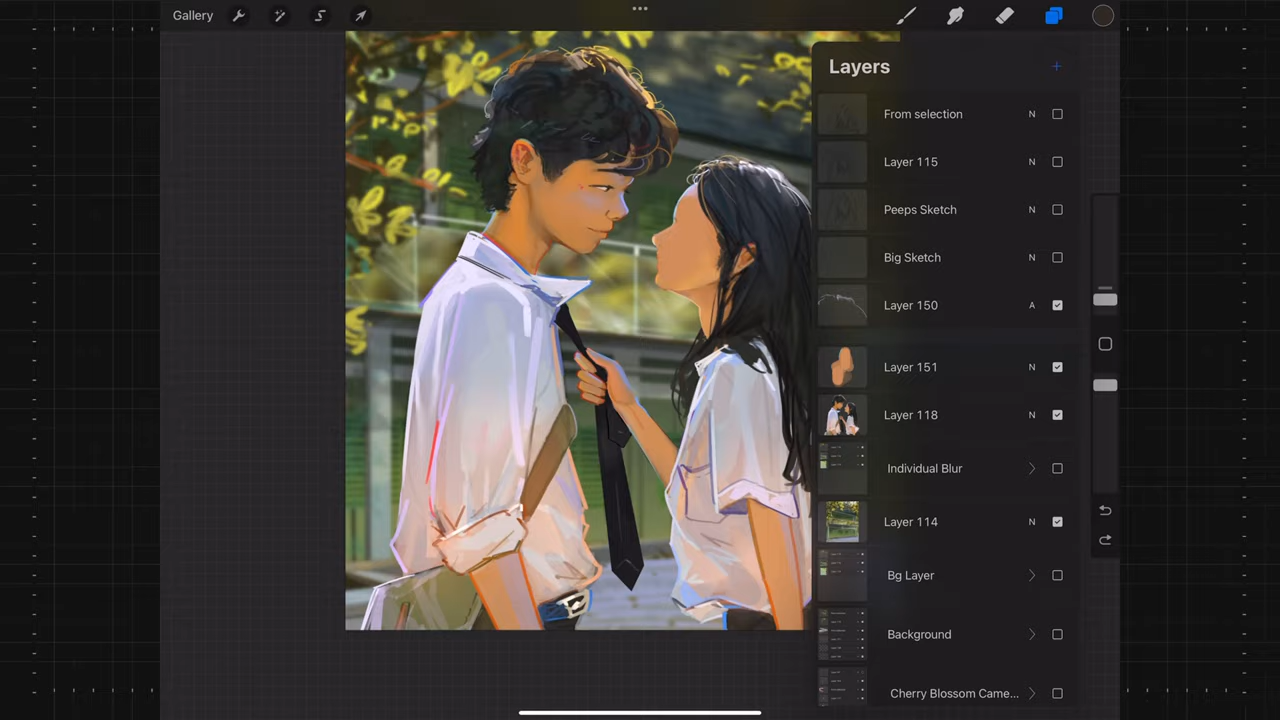 Gallery
Layers
From selection N
Layer 115 N
Peeps Sketch N
Big Sketch N
Layer 150 A
Layer 151 N
Layer 118 N
Individual Blur
Layer 114 N
Bg Layer
Background
Cherry Blossom Came...